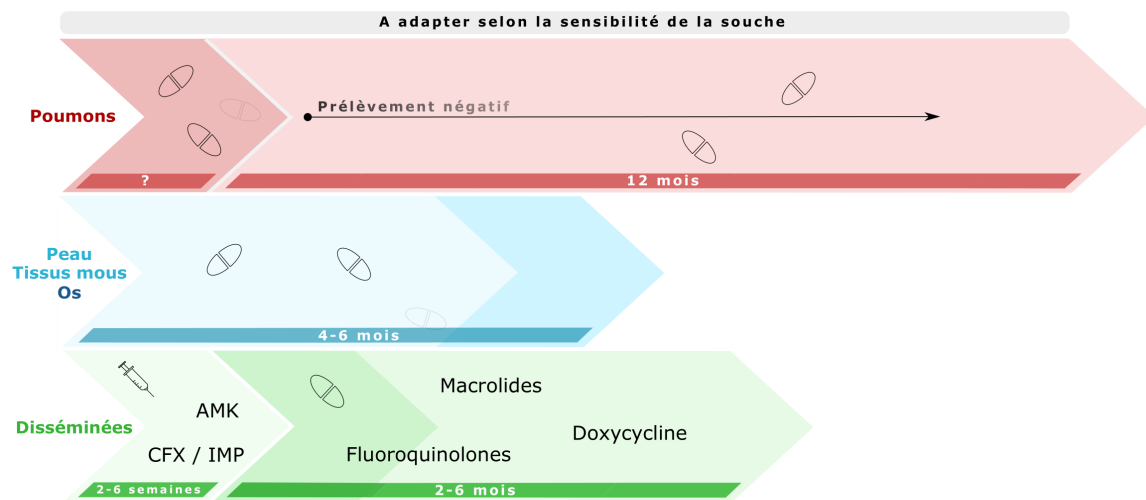 A adapter selon la sensibilité de la souche
Poumons
Prélèvement négatif
?
12 mois
Peau
Tissus mous
Os
4-6 mois
Disséminées
AMK
CFX / IMP
Macrolides
Doxycycline
Fluoroquinolones
2-6 semaines
2-6 mois